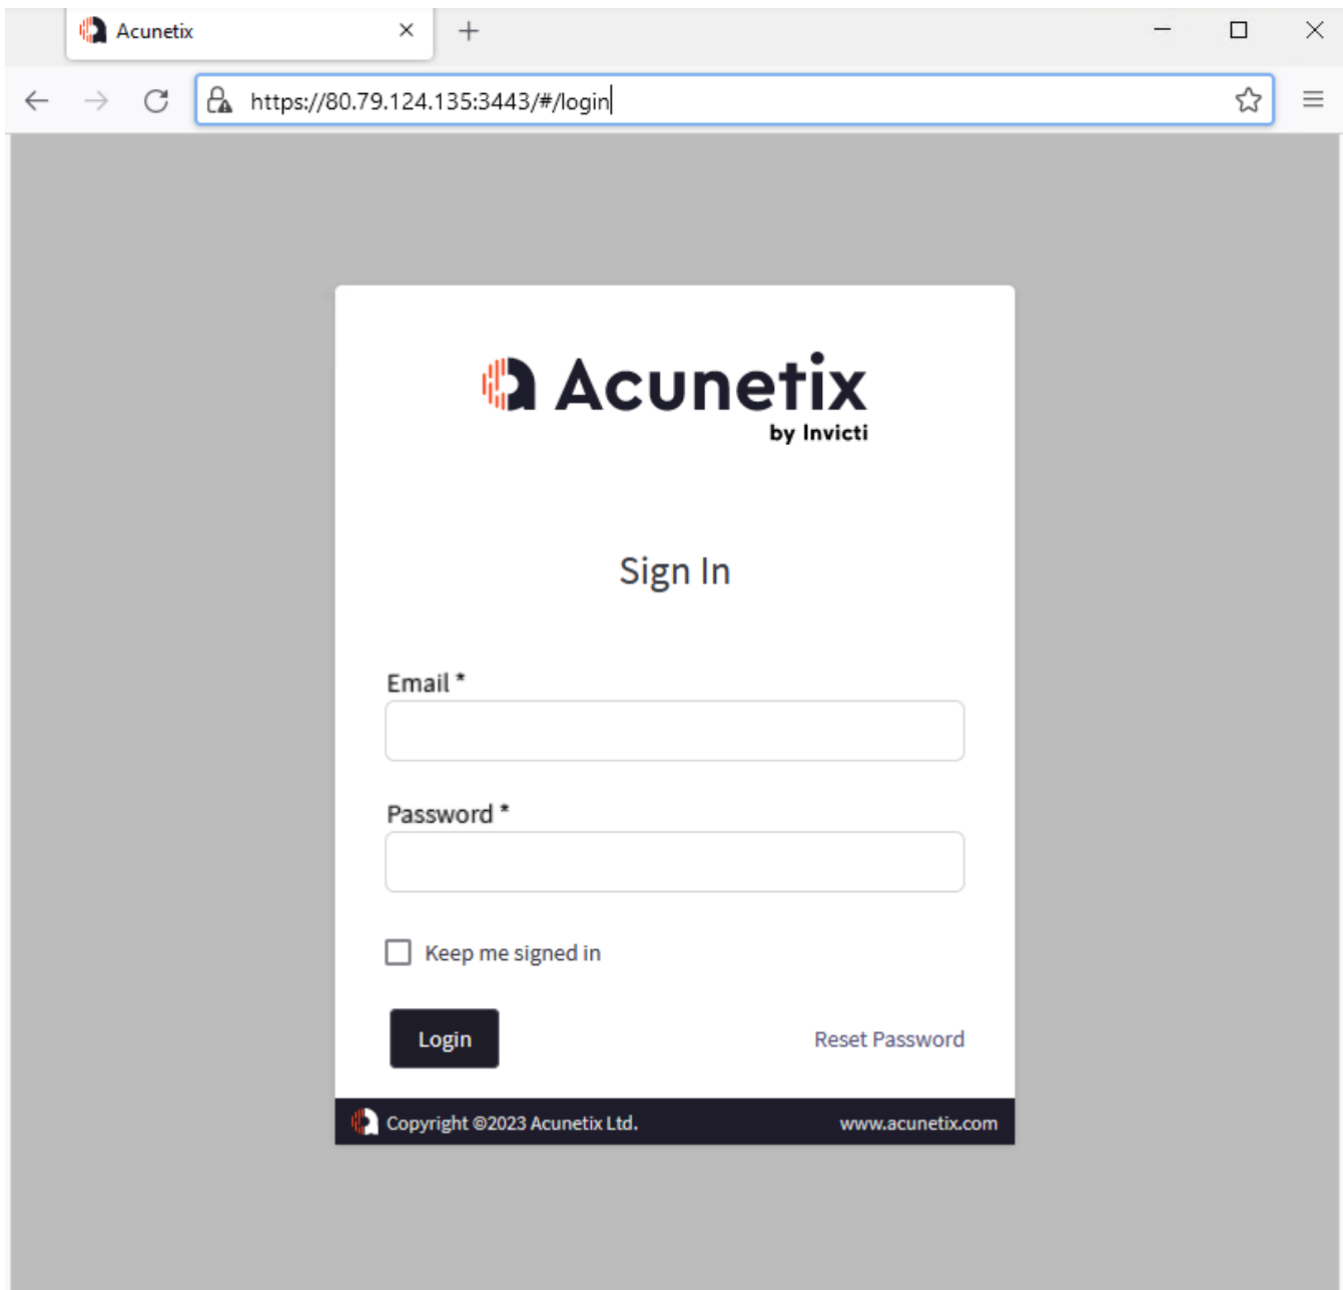 Acunetix
https://80.79.124.135:3443/#/login
Acunetix
by Invicti
Sign In
Email *
Password *
Keep me signed in
Login
Reset Password
Copyright ©2023 Acunetix Ltd.
www.acunetix.com